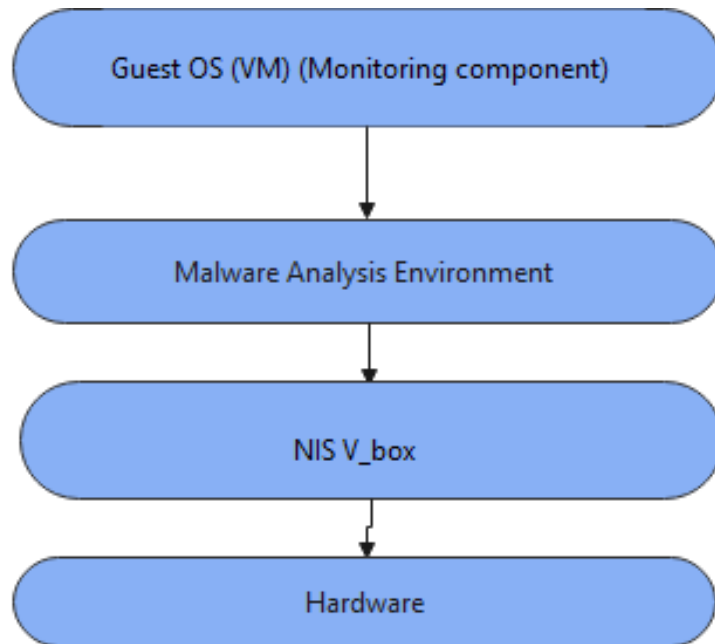 Guest OS (VM) (Monitoring component)
Malware Analysis Environment
NIS V_box
Hardware